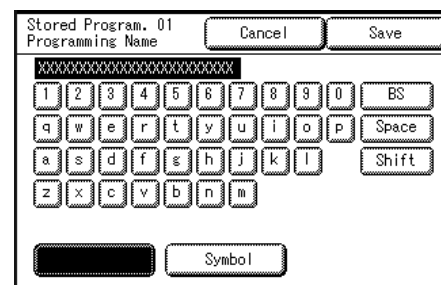 Stored Program. 01
Programming Name
Cancel
Save
XXXXXXXXXXXXXXXXXXXXXXXX
1 2 3 4 5 6 7 8 9 0 BS
q w e r t y u i o p Space
a s d f g h j k l Shift
z x c v b n m
Symbol